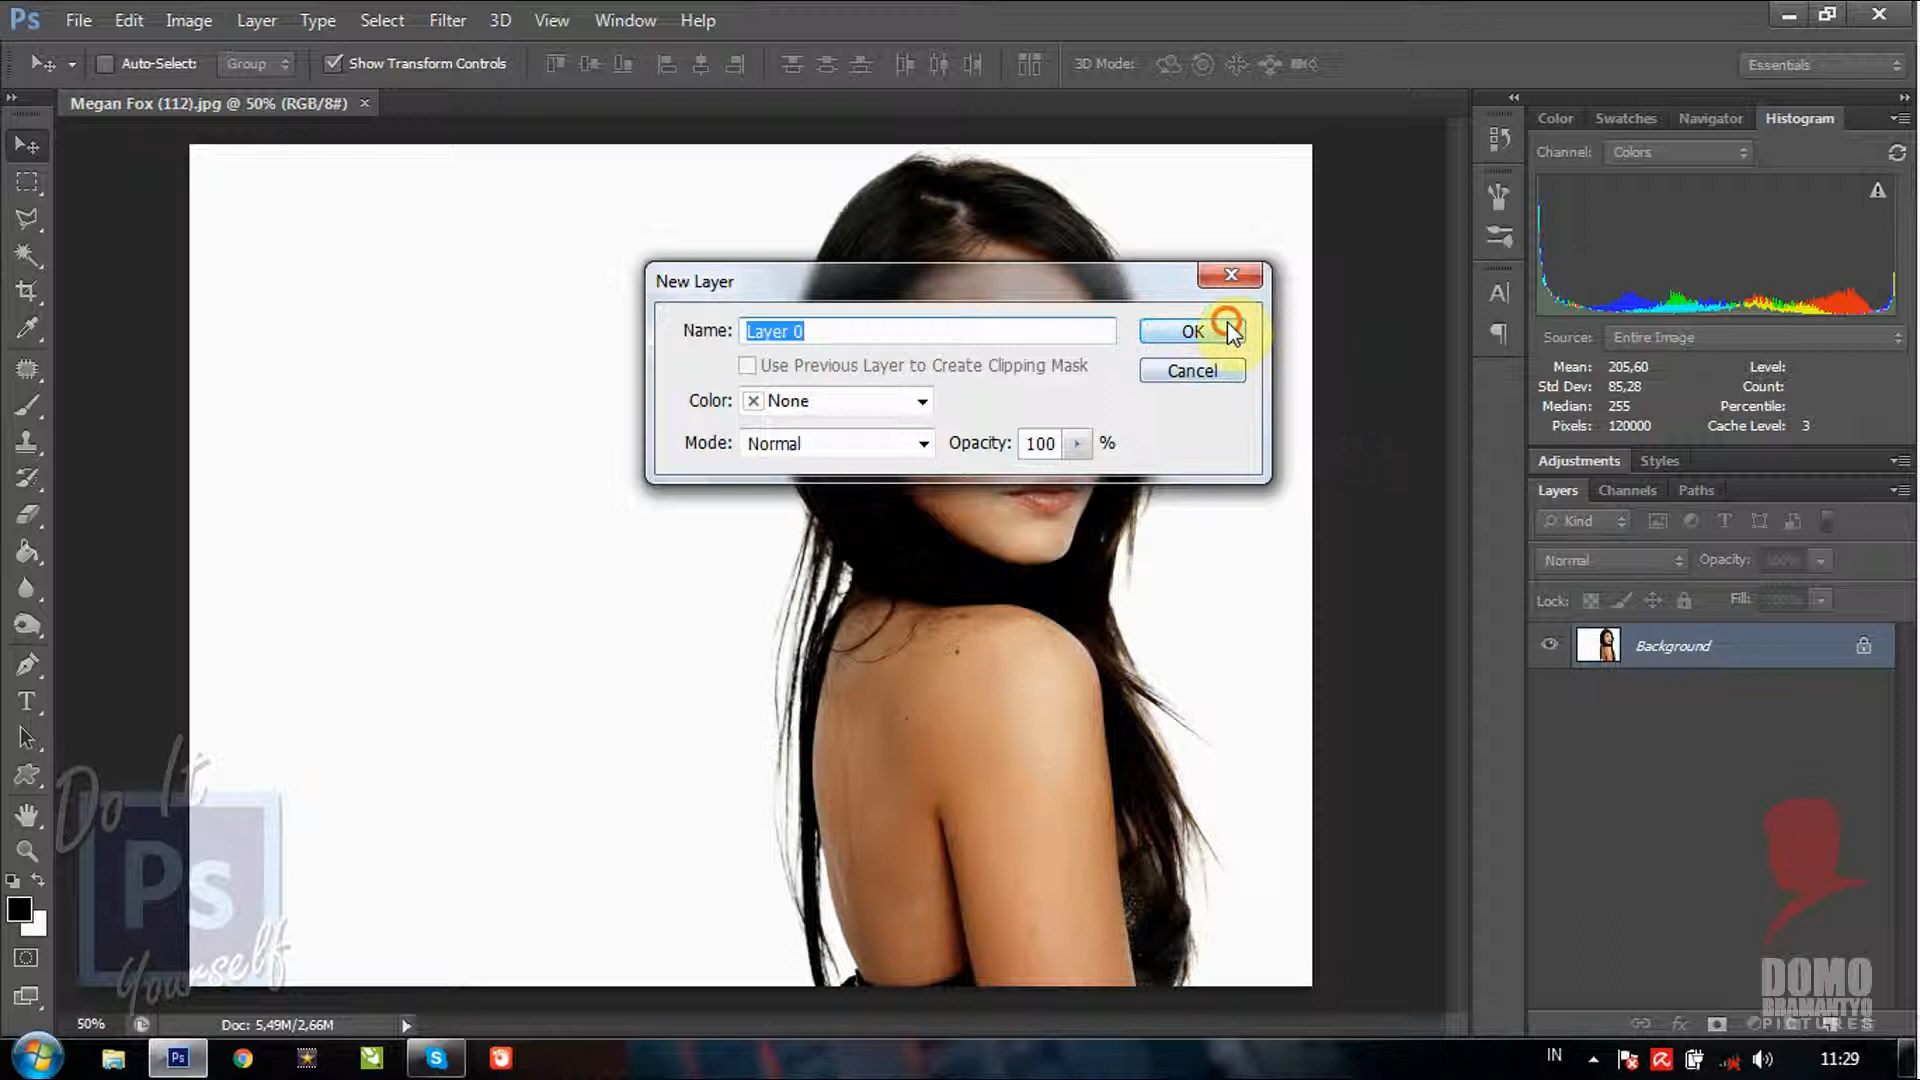 Ps File Edit Image Layer Type Select Filter 3D View Window Help
Auto-Select: Group Show Transform Controls 3D Mode: Essentials
Megan Fox (112).jpg @ 50% (RGB/8#) ×
Color Swatches Navigator Histogram
Channel: Colors
Source: Entire Image
Mean: 205,60 Level:
Std Dev: 85,28 Count:
Median: 255 Percentile:
Pixels: 120000 Cache Level: 3
New Layer
Name: Layer 0 OK
Use Previous Layer to Create Clipping Mask Cancel
Color: None
Mode: Normal Opacity: 100 %
Adjustments Styles
Layers Channels Paths
Kind
Normal Opacity: 100%
Lock: Fill: 100%
Background
Do It
Ps
Yourself
DOMO
BRAMANTYO
PICTURES
50% Doc: 5,49M/2,66M
Ps IN 11:29